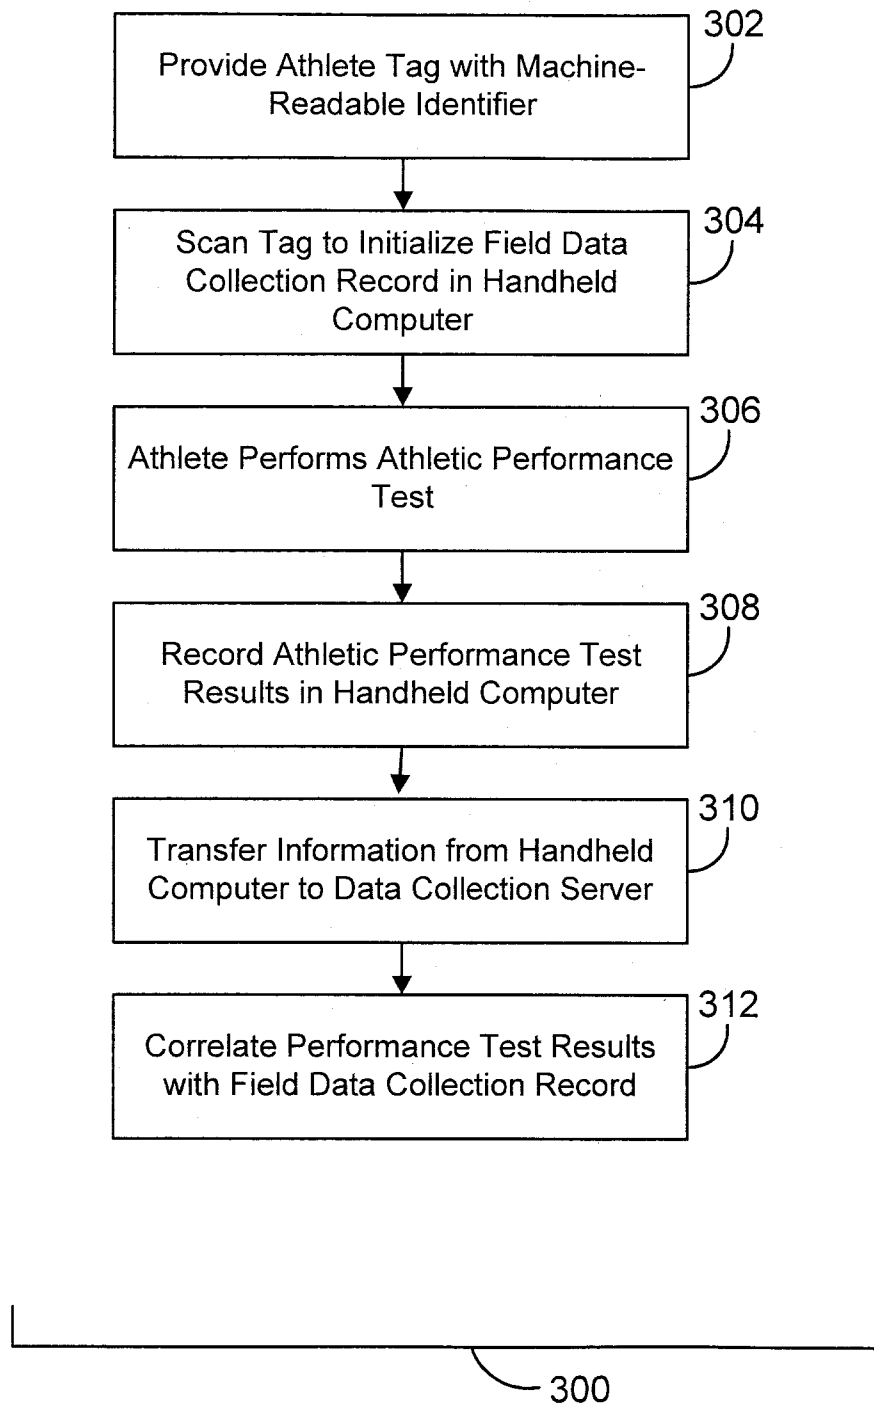 302
Provide Athlete Tag with Machine-
Readable Identifier
304
Scan Tag to Initialize Field Data
Collection Record in Handheld
Computer
306
Athlete Performs Athletic Performance
Test
308
Record Athletic Performance Test
Results in Handheld Computer
310
Transfer Information from Handheld
Computer to Data Collection Server
312
Correlate Performance Test Results
with Field Data Collection Record
300